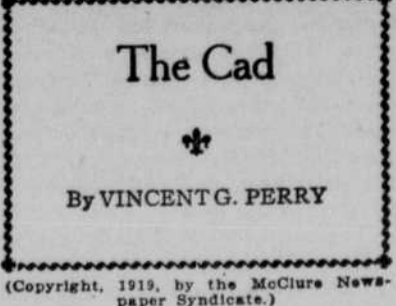 The Cad
By VINCENT G. PERRY
(Copyright, 1919, by the McClure News-
paper Syndicate.)